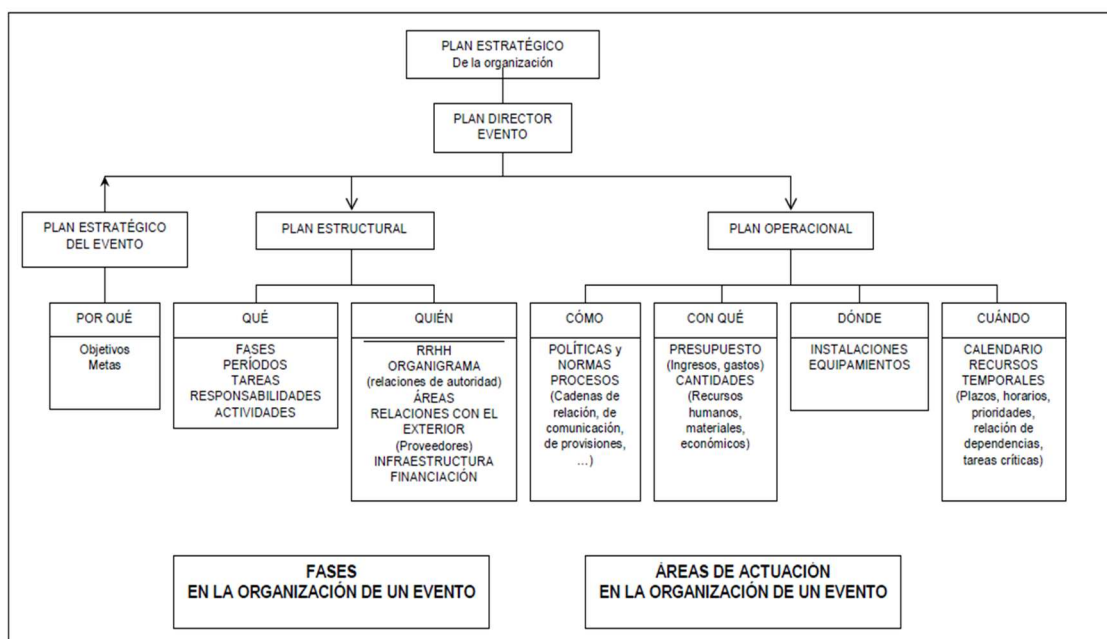 PLAN ESTRATÉGICO
De la organización
PLAN DIRECTOR
EVENTO
PLAN ESTRATÉGICO
DEL EVENTO
PLAN ESTRUCTURAL
PLAN OPERACIONAL
POR QUÉ
Objetivos
Metas
QUÉ
FASES
PERÍODOS
TAREAS
RESPONSABILIDADES
ACTIVIDADES
QUIÉN
RRHH
ORGANIGRAMA
(relaciones de autoridad)
ÁREAS
RELACIONES CON EL
EXTERIOR
(Proveedores)
INFRAESTRUCTURA
FINANCIACIÓN
CÓMO
POLÍTICAS y
NORMAS
PROCESOS
(Cadenas de
relación, de
comunicación,
de provisiones,
...)
CON QUÉ
PRESUPUESTO
(Ingresos, gastos)
CANTIDADES
(Recursos
humanos,
materiales,
económicos)
DÓNDE
INSTALACIONES
EQUIPAMIENTOS
CUÁNDO
CALENDARIO
RECURSOS
TEMPORALES
(Plazos, horarios,
prioridades,
relación de
dependencias,
tareas críticas)
FASES
EN LA ORGANIZACIÓN DE UN EVENTO
ÁREAS DE ACTUACIÓN
EN LA ORGANIZACIÓN DE UN EVENTO